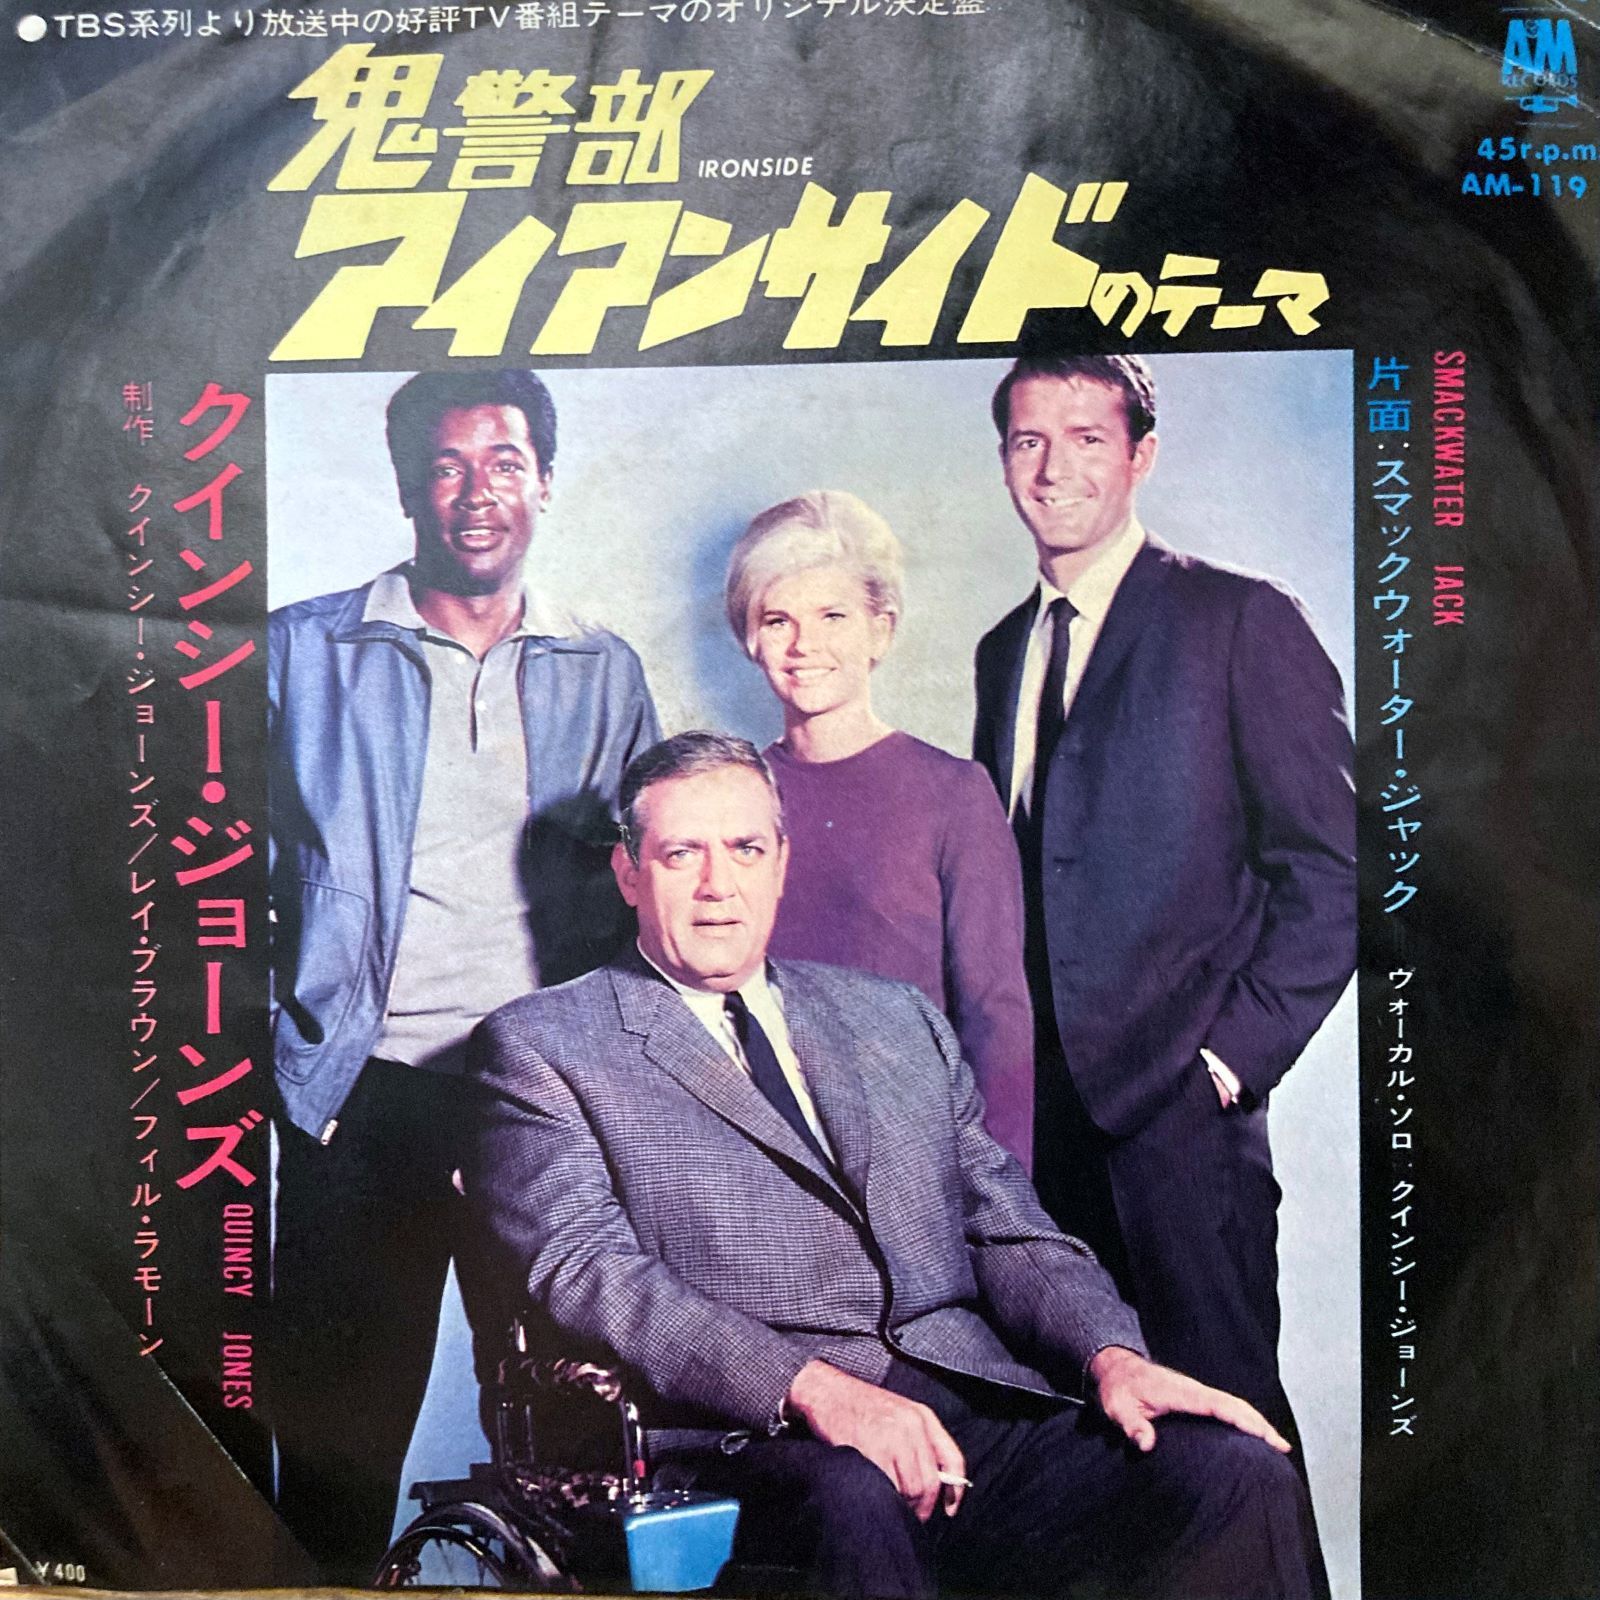 ●TBS系列より放送中の好評TV番組テーマのオリジナル決定盤
A&M
RECORDS
45r.p.m.
AM-119
鬼警部
IRONSIDE
アイアンサイドのテーマ
SMACKWATER JACK
片面:スマックウォーター・ジャック
ヴォーカル・ソロ:クインシー・ジョーンズ
クインシー・ジョーンズ
QUINCY JONES
制作 クインシー・ジョーンズ/レイ・ブラウン/フィル・ラモーン
¥400